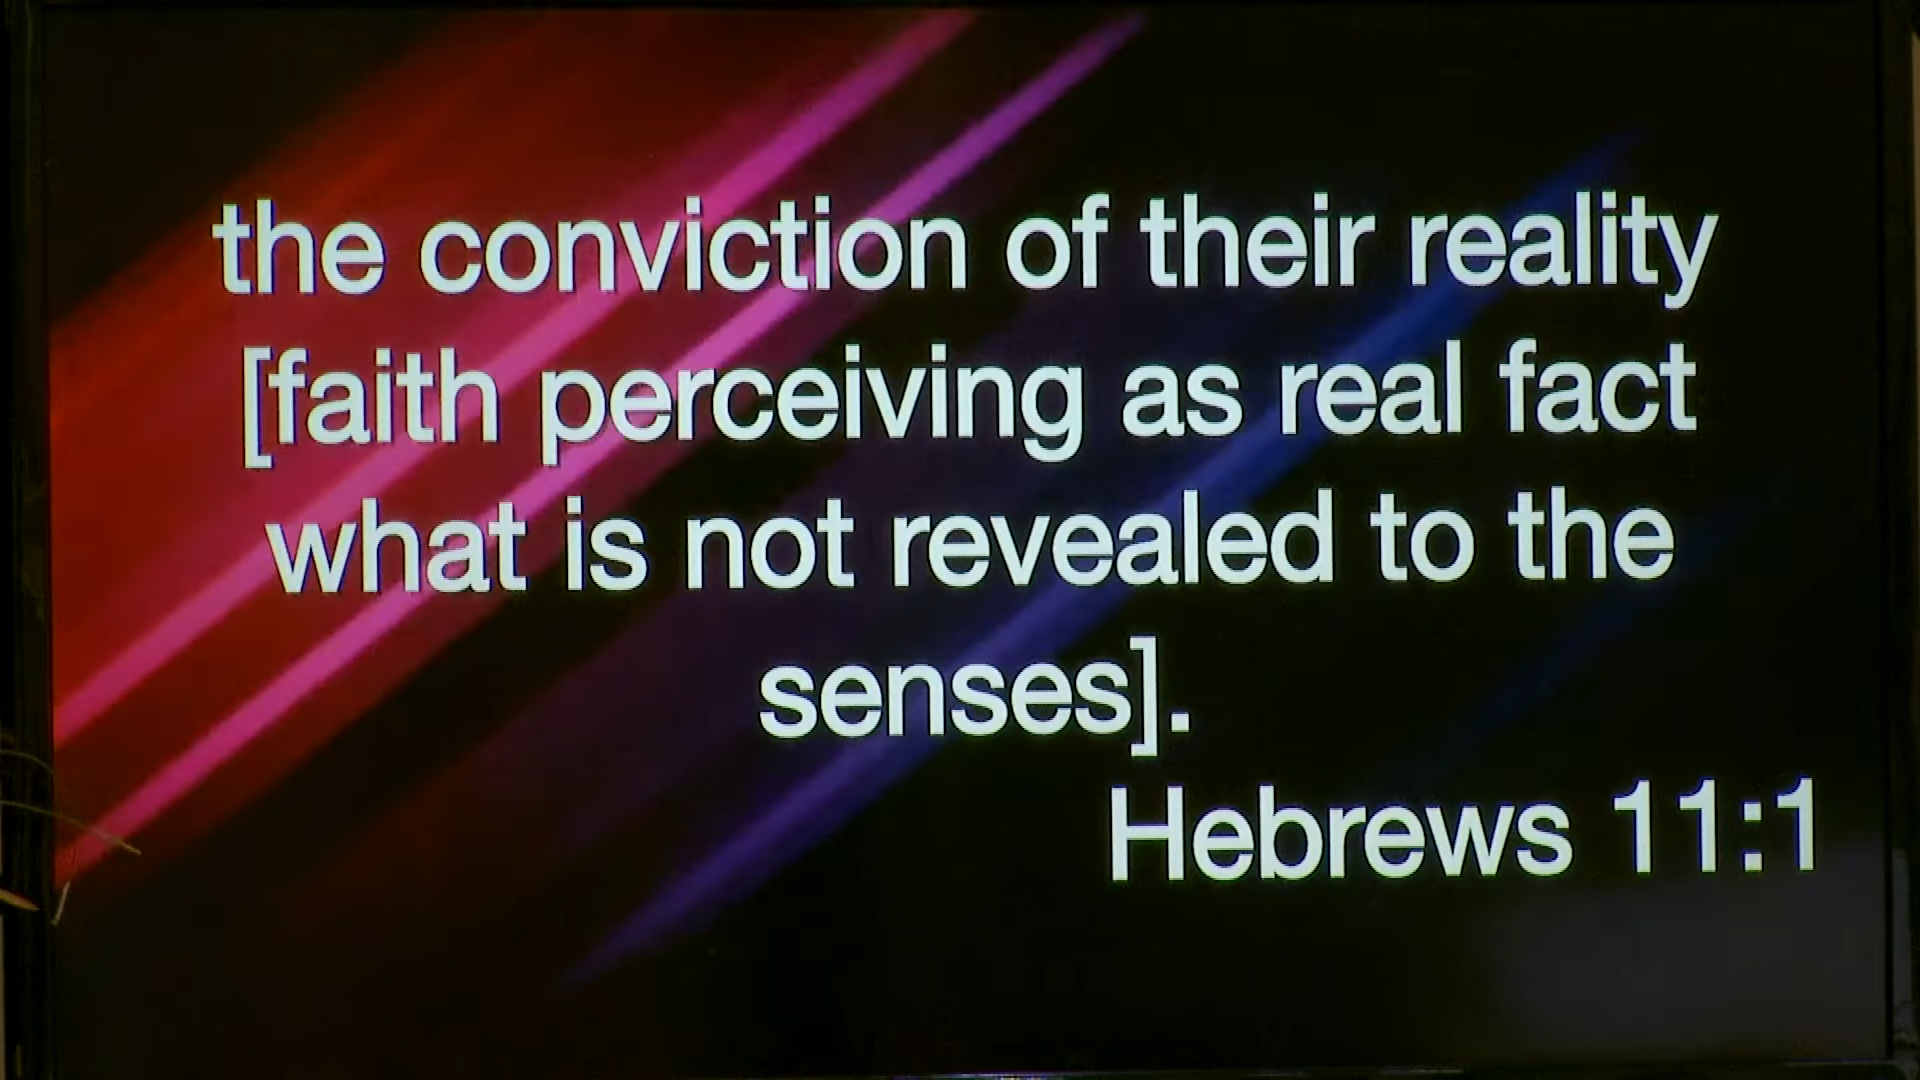 the conviction of their reality
[faith perceiving as real fact
what is not revealed to the
senses].
Hebrews 11:1